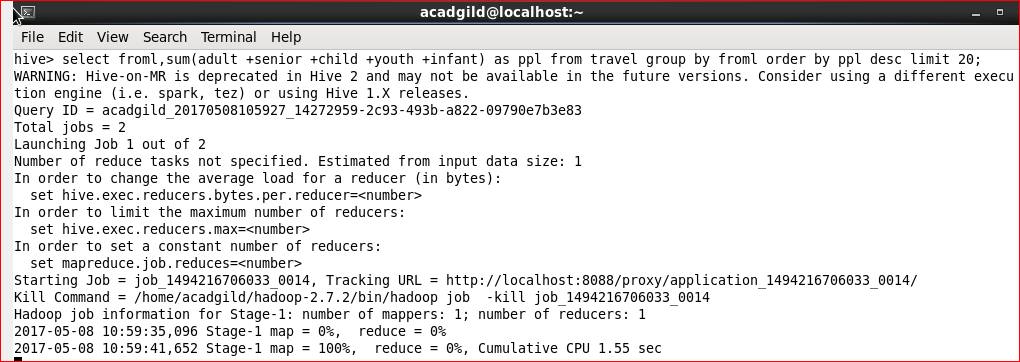 acadgild@localhost:~
File Edit View Search Terminal Help
hive> select froml,sum(adult +senior +child +youth +infant) as ppl from travel group by froml order by ppl desc limit 20;
WARNING: Hive-on-MR is deprecated in Hive 2 and may not be available in the future versions. Consider using a different execu
tion engine (i.e. spark, tez) or using Hive 1.X releases.
Query ID = acadgild_20170508105927_14272959-2c93-493b-a822-09790e7b3e83
Total jobs = 2
Launching Job 1 out of 2
Number of reduce tasks not specified. Estimated from input data size: 1
In order to change the average load for a reducer (in bytes):
  set hive.exec.reducers.bytes.per.reducer=<number>
In order to limit the maximum number of reducers:
  set hive.exec.reducers.max=<number>
In order to set a constant number of reducers:
  set mapreduce.job.reduces=<number>
Starting Job = job_1494216706033_0014, Tracking URL = http://localhost:8088/proxy/application_1494216706033_0014/
Kill Command = /home/acadgild/hadoop-2.7.2/bin/hadoop job  -kill job_1494216706033_0014
Hadoop job information for Stage-1: number of mappers: 1; number of reducers: 1
2017-05-08 10:59:35,096 Stage-1 map = 0%,  reduce = 0%
2017-05-08 10:59:41,652 Stage-1 map = 100%,  reduce = 0%, Cumulative CPU 1.55 sec